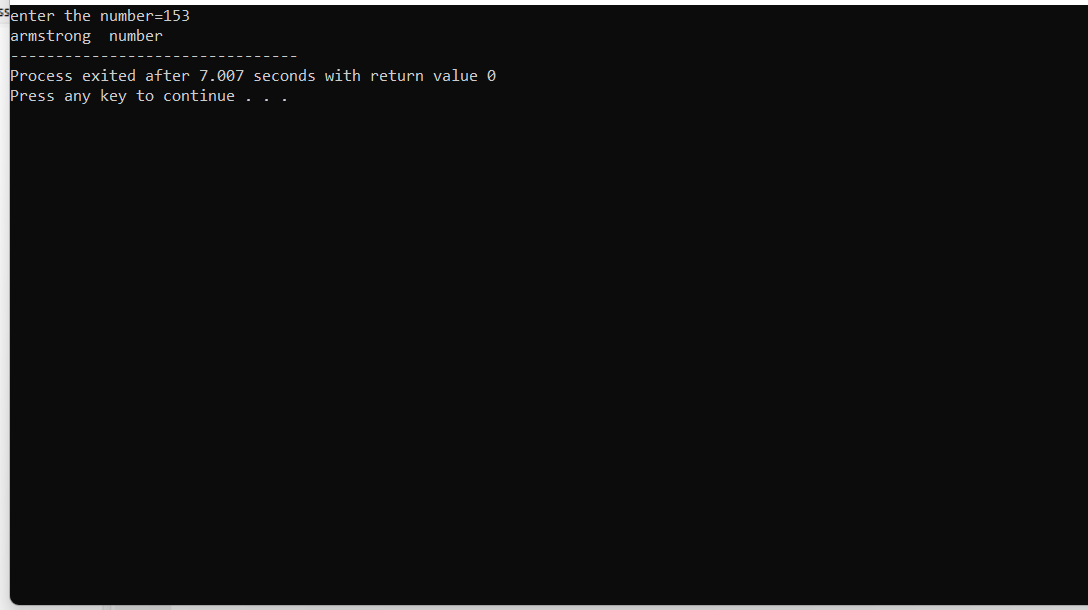 enter the number=153
armstrong  number
--------------------------------
Process exited after 7.007 seconds with return value 0
Press any key to continue . . .